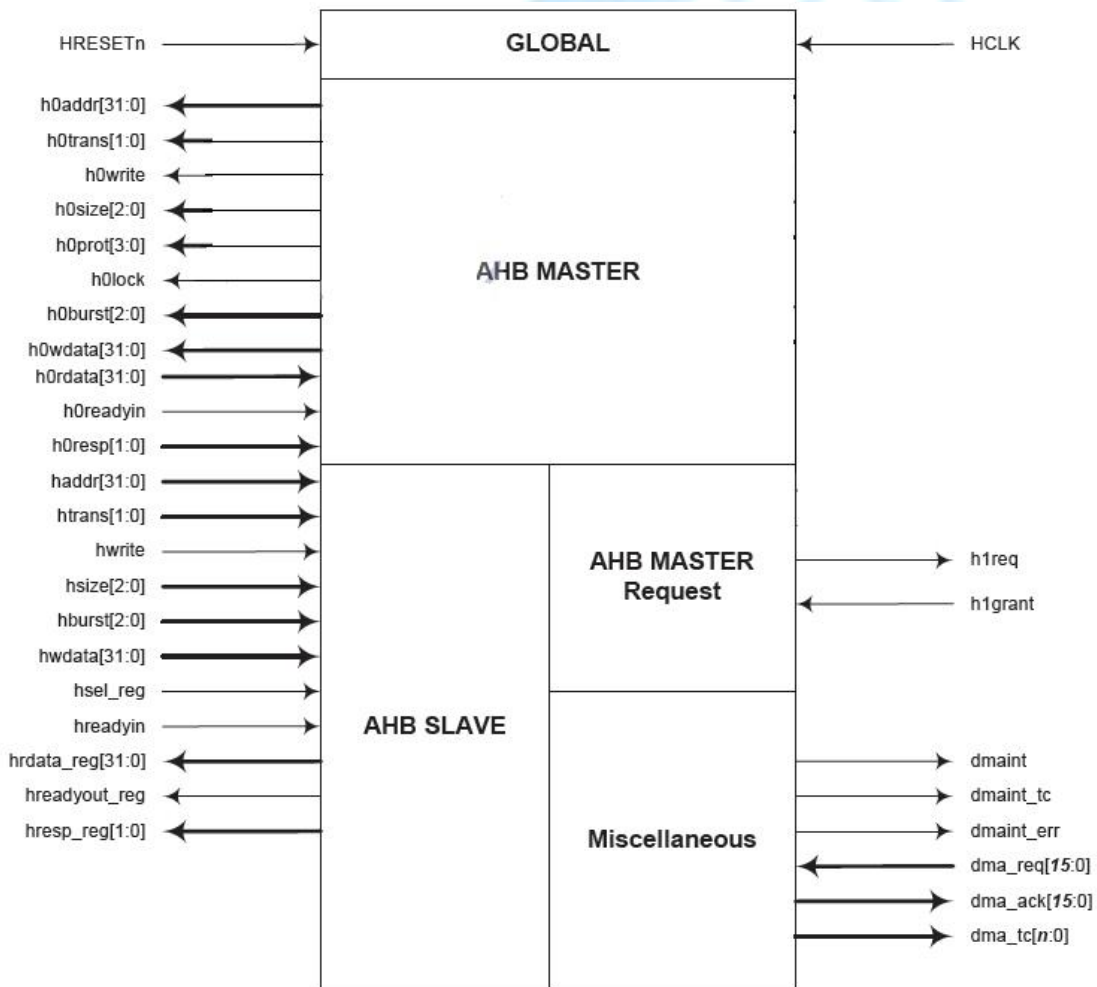 HRESETn
GLOBAL
HCLK
h0addr[31:0]
h0trans[1:0]
h0write
h0size[2:0]
h0prot[3:0]
AHB MASTER
h0lock
h0burst[2:0]
h0wdata[31:0]
h0rdata[31:0]
h0readyin
h0resp[1:0]
haddr[31:0]
htrans[1:0]
hwrite
hsize[2:0]
hburst[2:0]
hwdata[31:0]
hsel_reg
hreadyin
hrdata_reg[31:0]
hreadyout_reg
hresp_reg[1:0]
AHB SLAVE
AHB MASTER
Request
h1req
h1grant
Miscellaneous
dmaint
dmaint_tc
dmaint_err
dma_req[15:0]
dma_ack[15:0]
dma_tc[n:0]